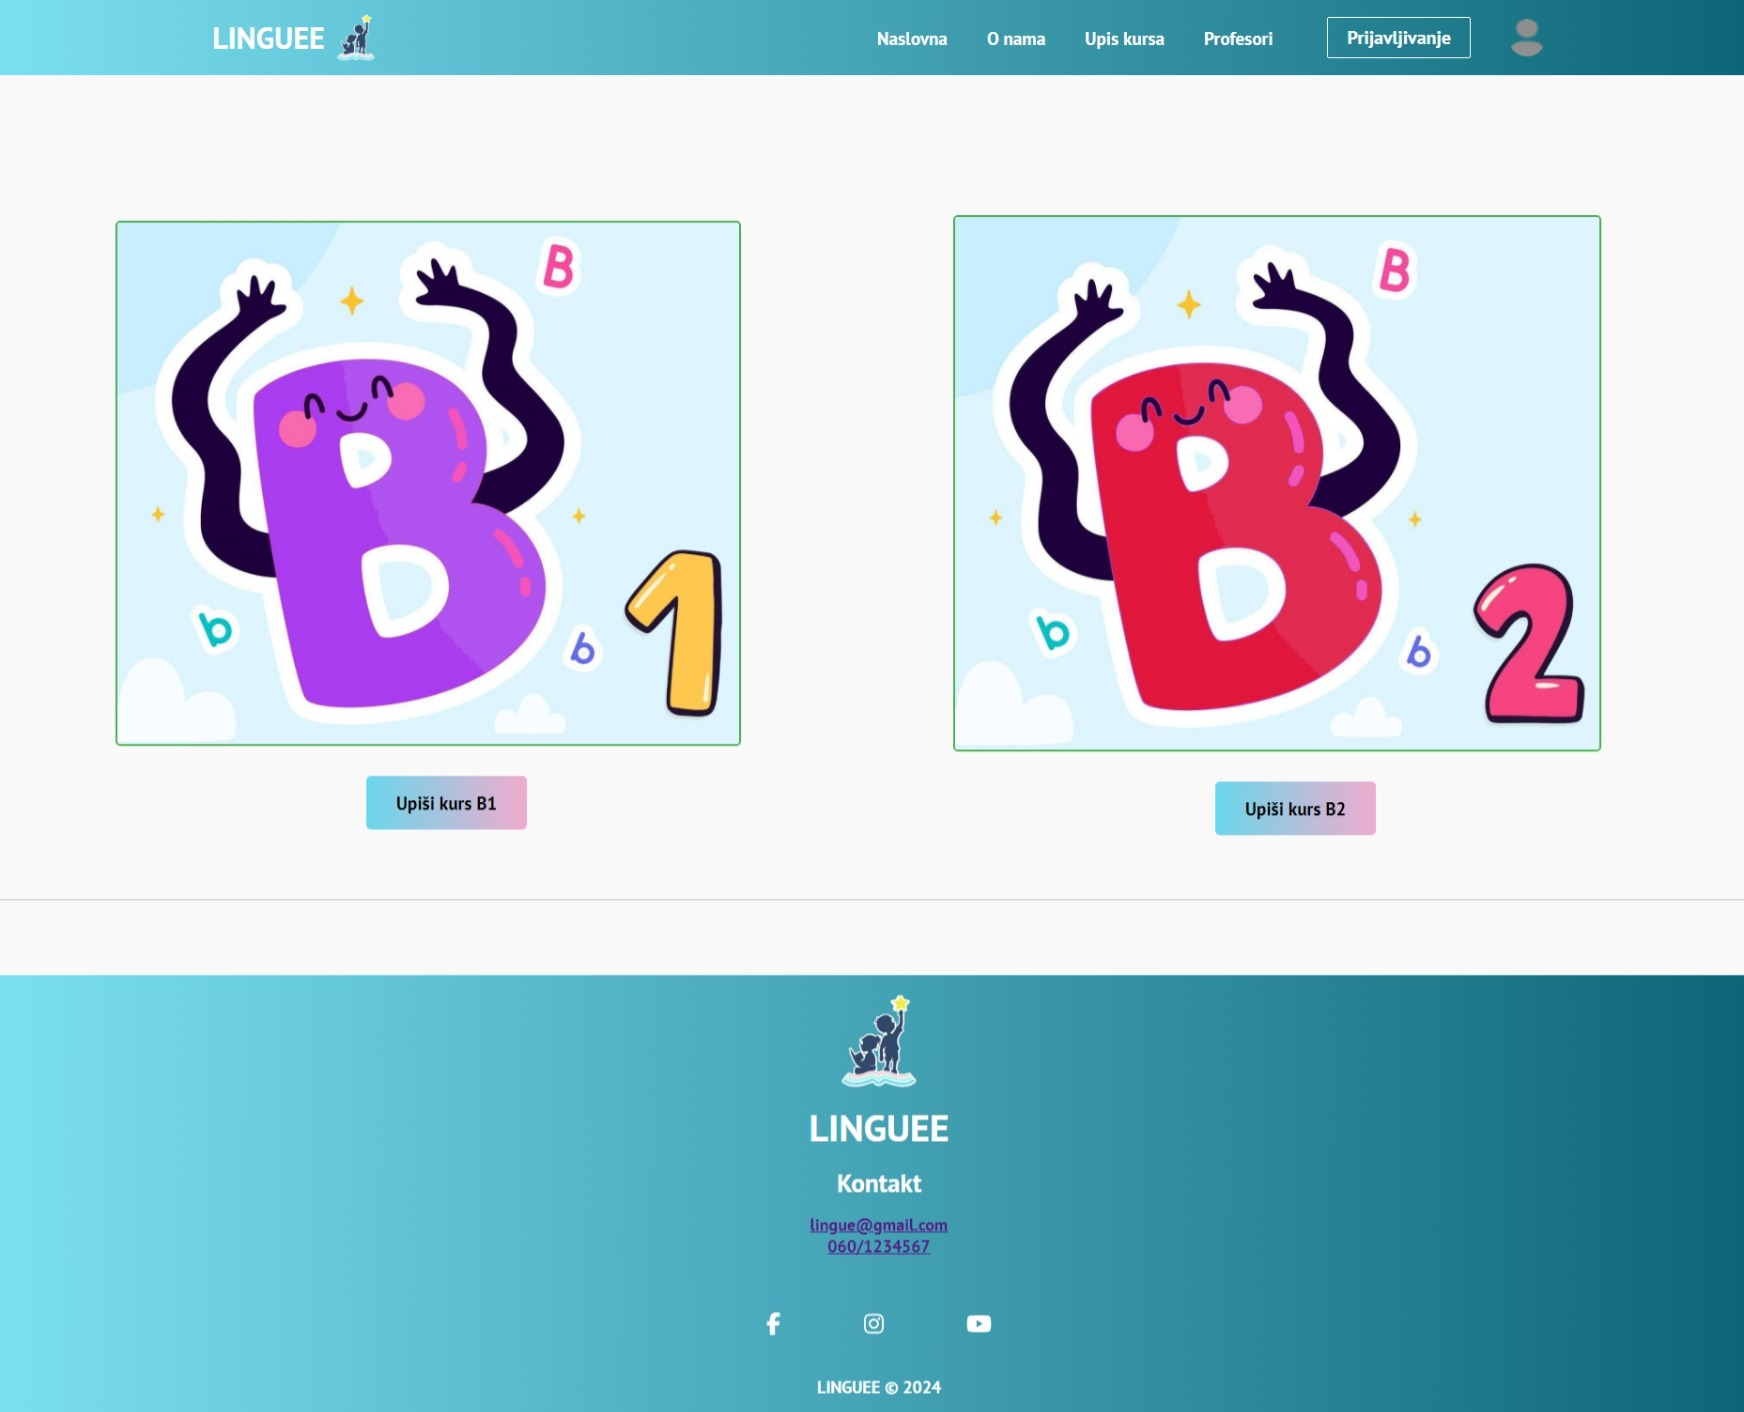 LINGUEE
Naslovna O nama Upis kursa Profesori Prijavljivanje
B
B
b
b
1
B
B
b
b
2
Upiši kurs B1
Upiši kurs B2
LINGUEE
Kontakt
lingue@gmail.com
060/1234567
LINGUEE © 2024